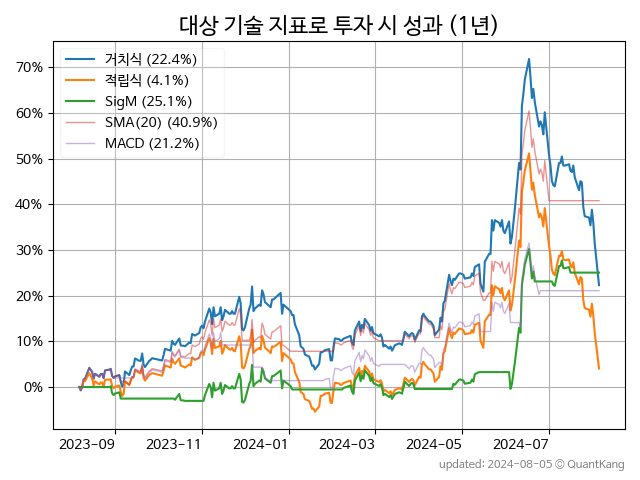 대상 기술 지표로 투자 시 성과 (1년)
거치식 (22.4%)
적립식 (4.1%)
SigM (25.1%)
SMA(20) (40.9%)
MACD (21.2%)
70%
60%
50%
40%
30%
20%
10%
0%
2023-09 2023-11 2024-01 2024-03 2024-05 2024-07
updated: 2024-08-05 © QuantKang